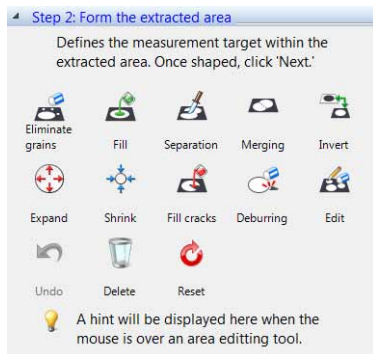 Step 2: Form the extracted area
Defines the measurement target within the
extracted area. Once shaped, click 'Next.'
Eliminate
grains
Fill
Separation
Merging
Invert
Expand
Shrink
Fill cracks
Deburring
Edit
Undo
Delete
Reset
A hint will be displayed here when the
mouse is over an area editting tool.